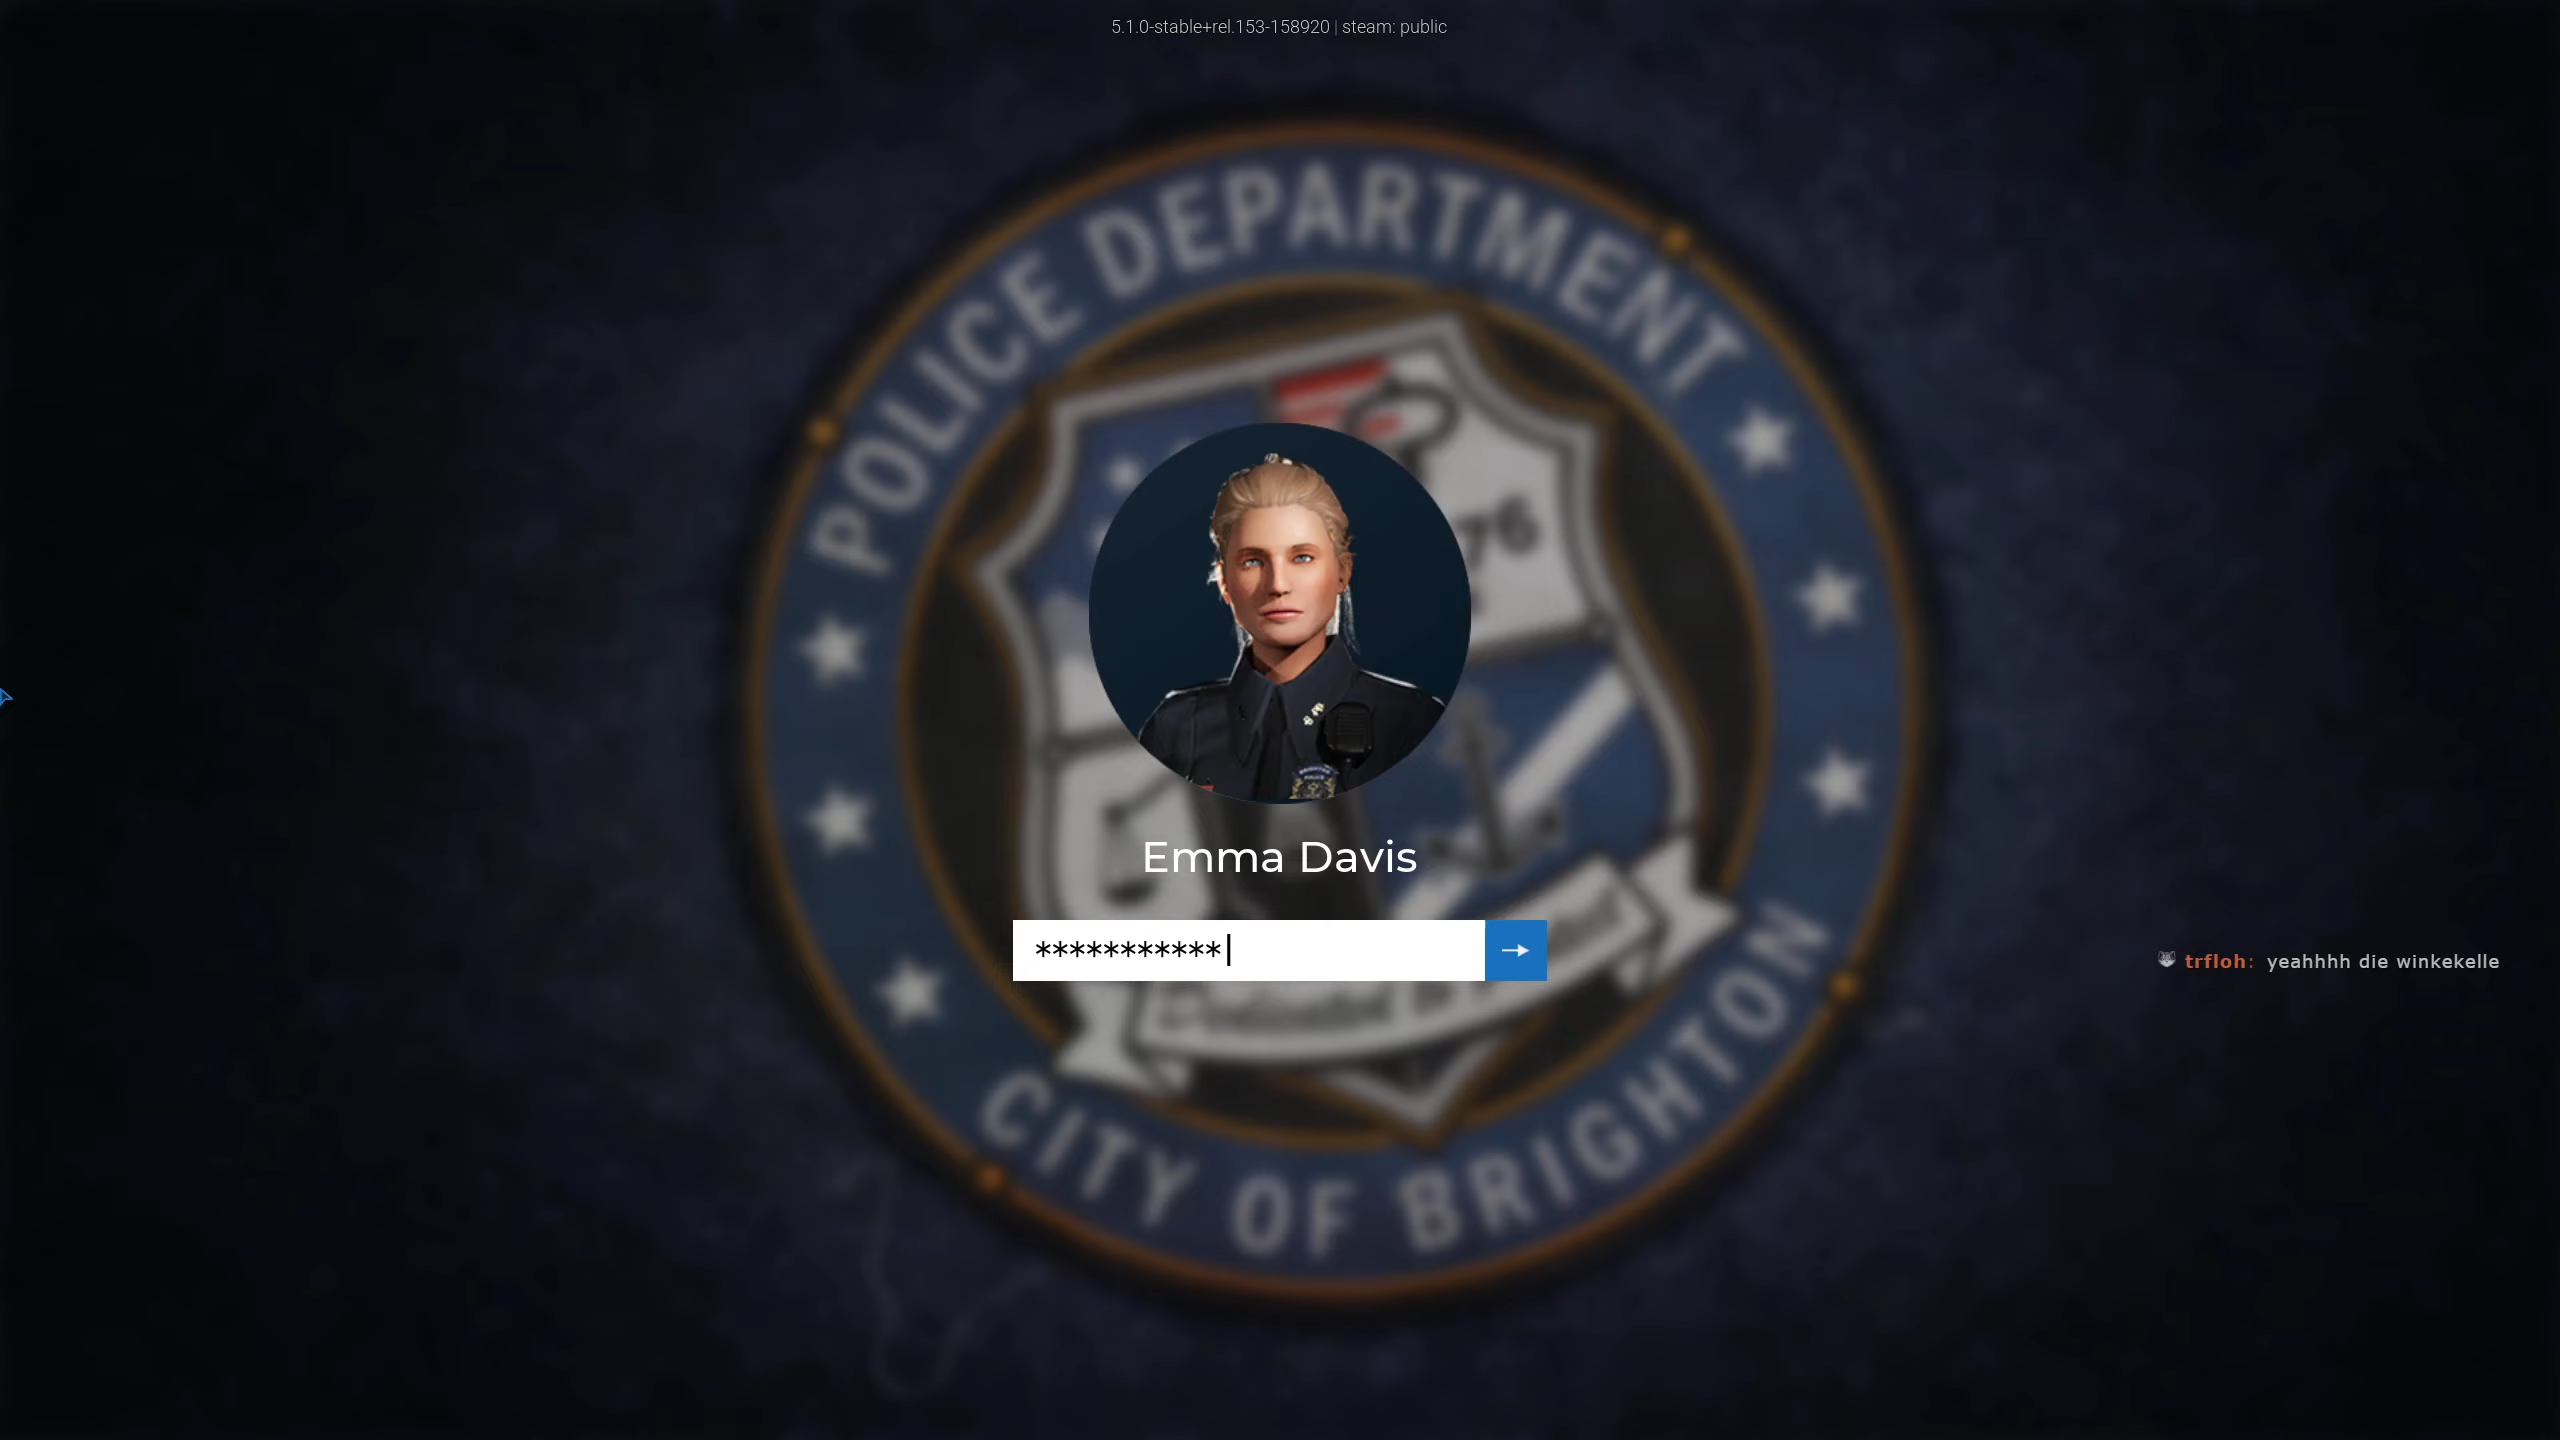 5.1.0-stable+rel.153-158920 | steam: public
POLICE DEPARTMENT
76
Emma Davis
***********
trfloh: yeahhhh die winkekelle
CITY OF BRIGHTON